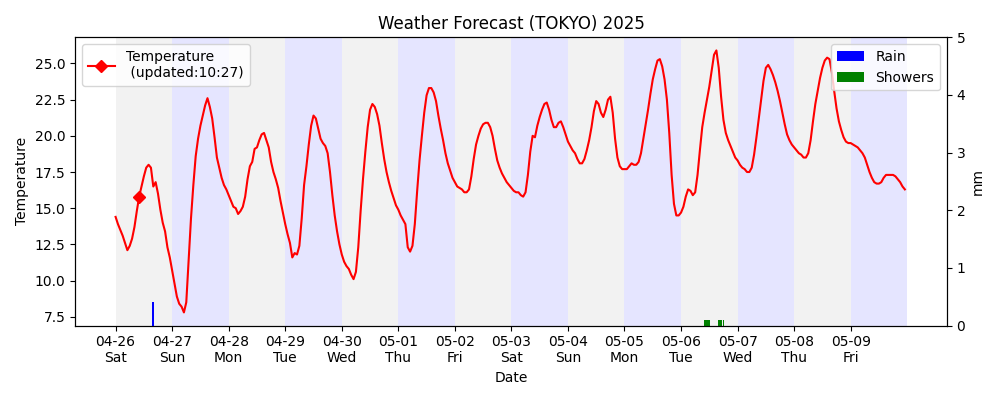 Weather Forecast (TOKYO) 2025
Temperature
(updated:10:27)
Rain
Showers
Temperature
25.0
22.5
20.0
17.5
15.0
12.5
10.0
7.5
5
4
3
2
1
0
mm
04-26 04-27 04-28 04-29 04-30 05-01 05-02 05-03 05-04 05-05 05-06 05-07 05-08 05-09
Sat Sun Mon Tue Wed Thu Fri Sat Sun Mon Tue Wed Thu Fri
Date